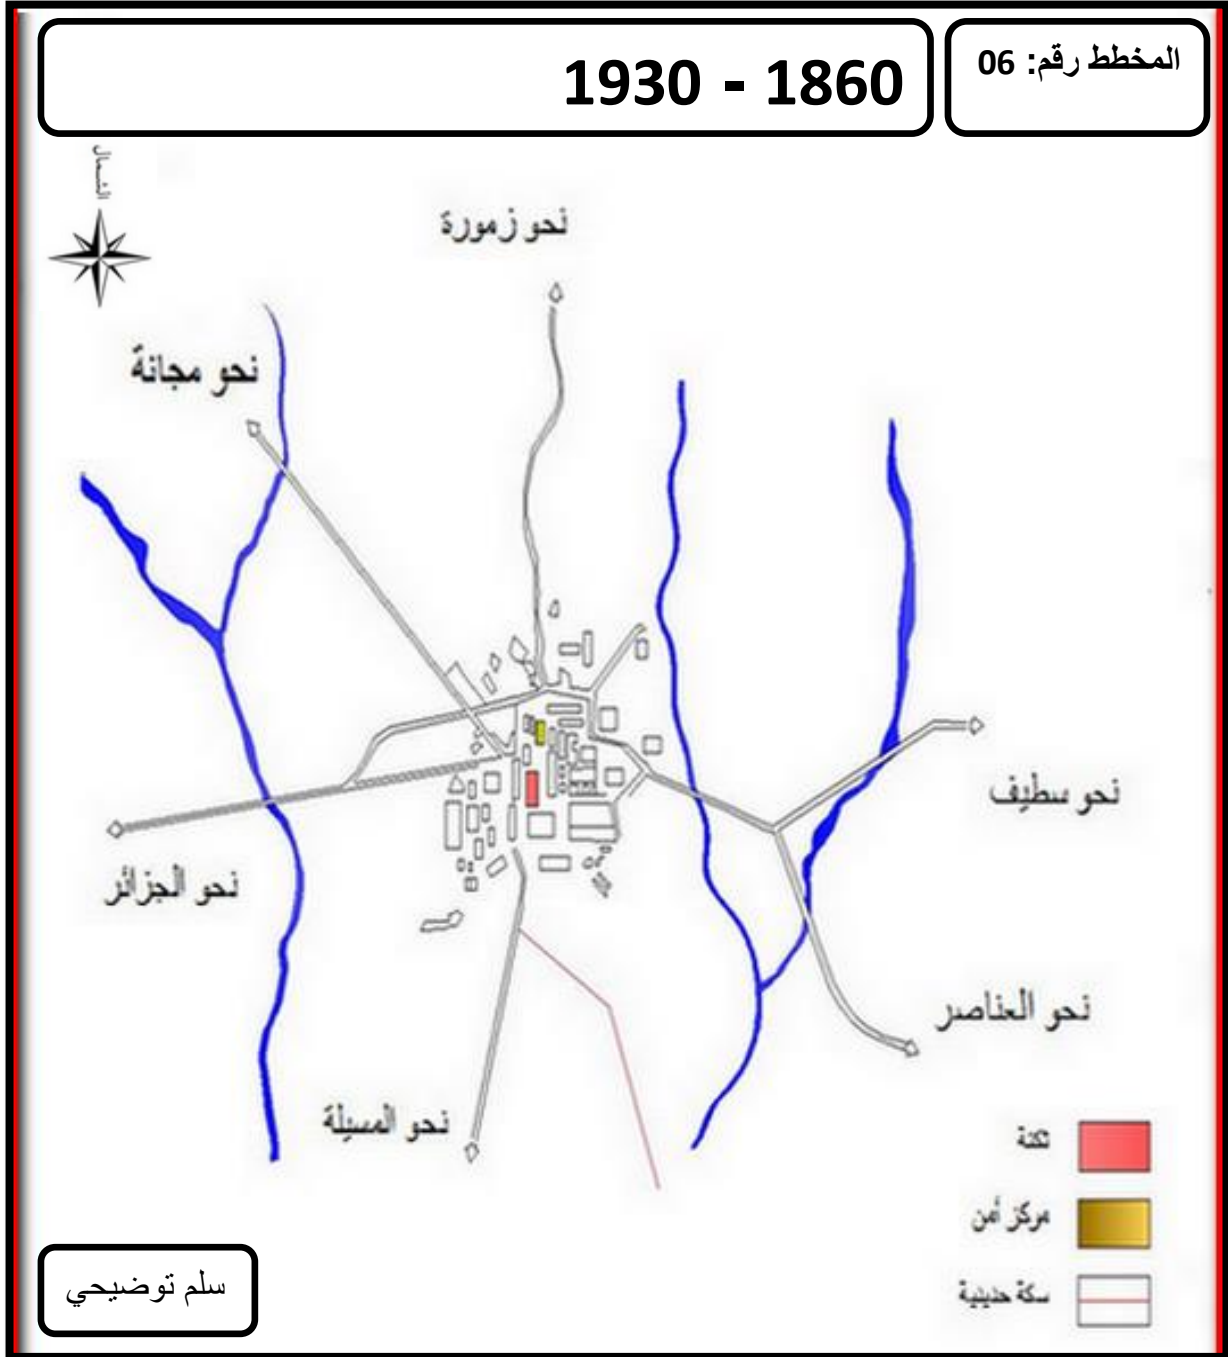 المخطط رقم: 06
1930 - 1860
الشمال
نحو زمورة
نحو مجانة
نحو سطيف
نحو الجزائر
نحو العناصر
نحو المسيلة
ثكنة
مركز أمن
سكة حديدية
سلم توضيحي